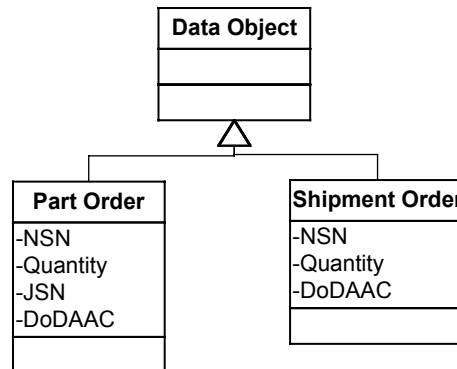 Data Object
Part Order
-NSN
-Quantity
-JSN
-DoDAAC
Shipment Order
-NSN
-Quantity
-DoDAAC